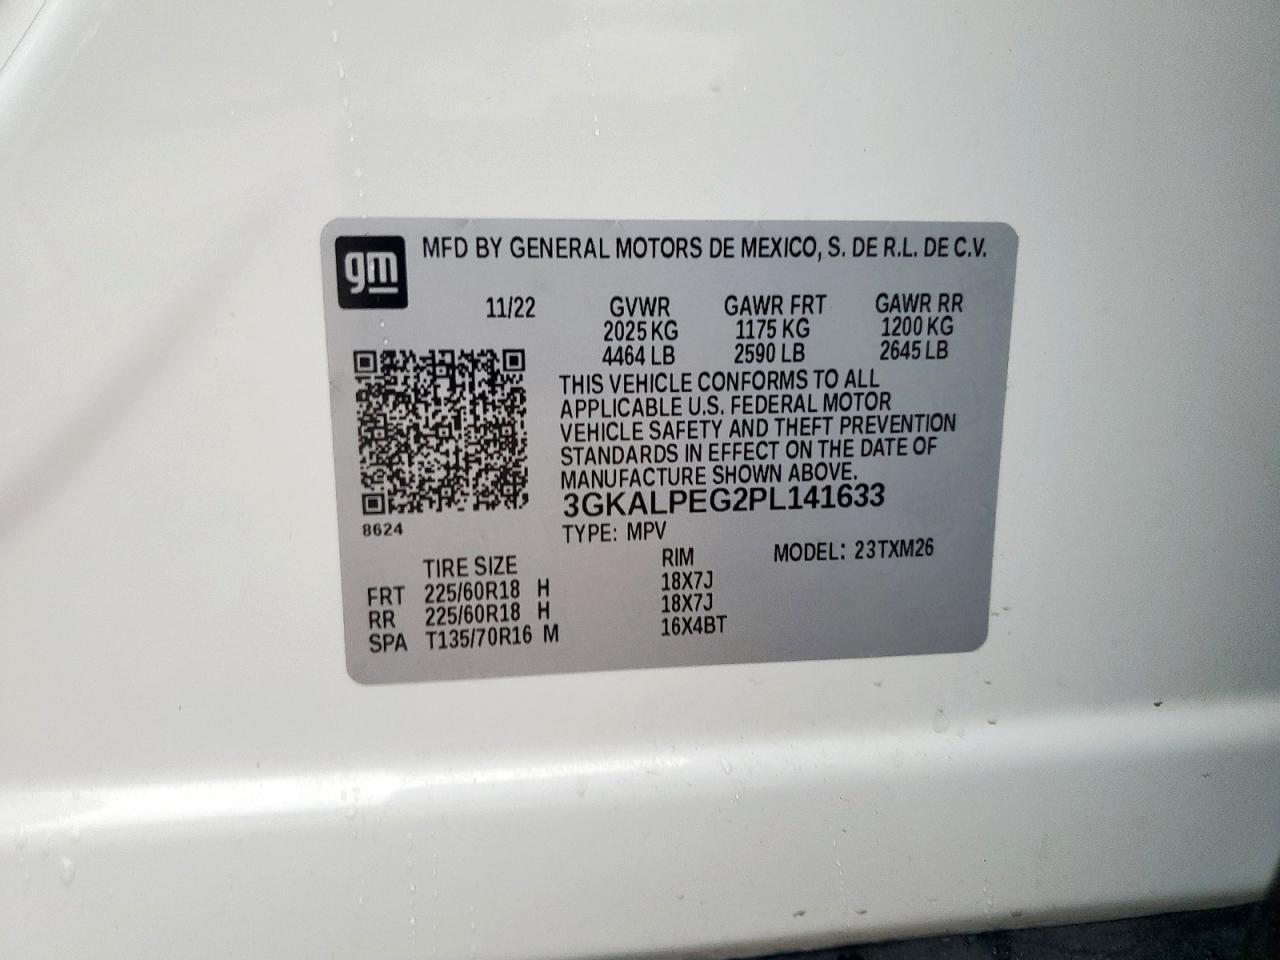 gm
MFD BY GENERAL MOTORS DE MEXICO, S. DE R.L. DE C.V.
11/22 GVWR GAWR FRT GAWR RR
2025 KG 1175 KG 1200 KG
4464 LB 2590 LB 2645 LB
THIS VEHICLE CONFORMS TO ALL
APPLICABLE U.S. FEDERAL MOTOR
VEHICLE SAFETY AND THEFT PREVENTION
STANDARDS IN EFFECT ON THE DATE OF
MANUFACTURE SHOWN ABOVE.
3GKALPEG2PL141633
8624
TYPE: MPV
TIRE SIZE RIM MODEL: 23TXM26
FRT 225/60R18 H 18X7J
RR 225/60R18 H 18X7J
SPA T135/70R16 M 16X4BT